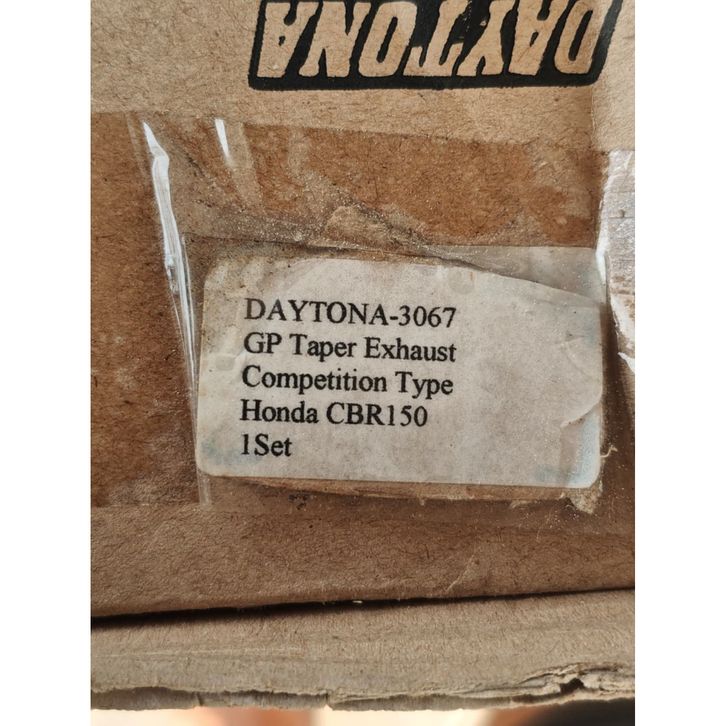 DAYTONA
DAYTONA-3067
GP Taper Exhaust
Competition Type
Honda CBR150
1Set